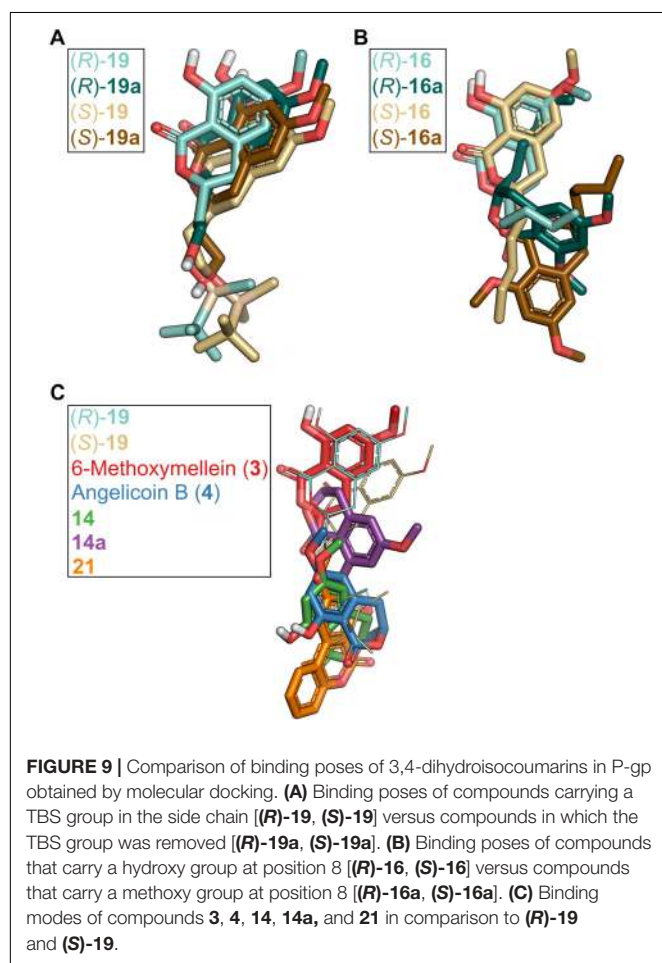 A
(R)-19
(R)-19a
(S)-19
(S)-19a
B
(R)-16
(R)-16a
(S)-16
(S)-16a
C
(R)-19
(S)-19
6-Methoxymellein (3)
Angelicoin B (4)
14
14a
21
FIGURE 9 | Comparison of binding poses of 3,4-dihydroisocoumarins in P-gp
obtained by molecular docking. (A) Binding poses of compounds carrying a
TBS group in the side chain [(R)-19, (S)-19] versus compounds in which the
TBS group was removed [(R)-19a, (S)-19a]. (B) Binding poses of compounds
that carry a hydroxy group at position 8 [(R)-16, (S)-16] versus compounds
that carry a methoxy group at position 8 [(R)-16a, (S)-16a]. (C) Binding
modes of compounds 3, 4, 14, 14a, and 21 in comparison to (R)-19
and (S)-19.